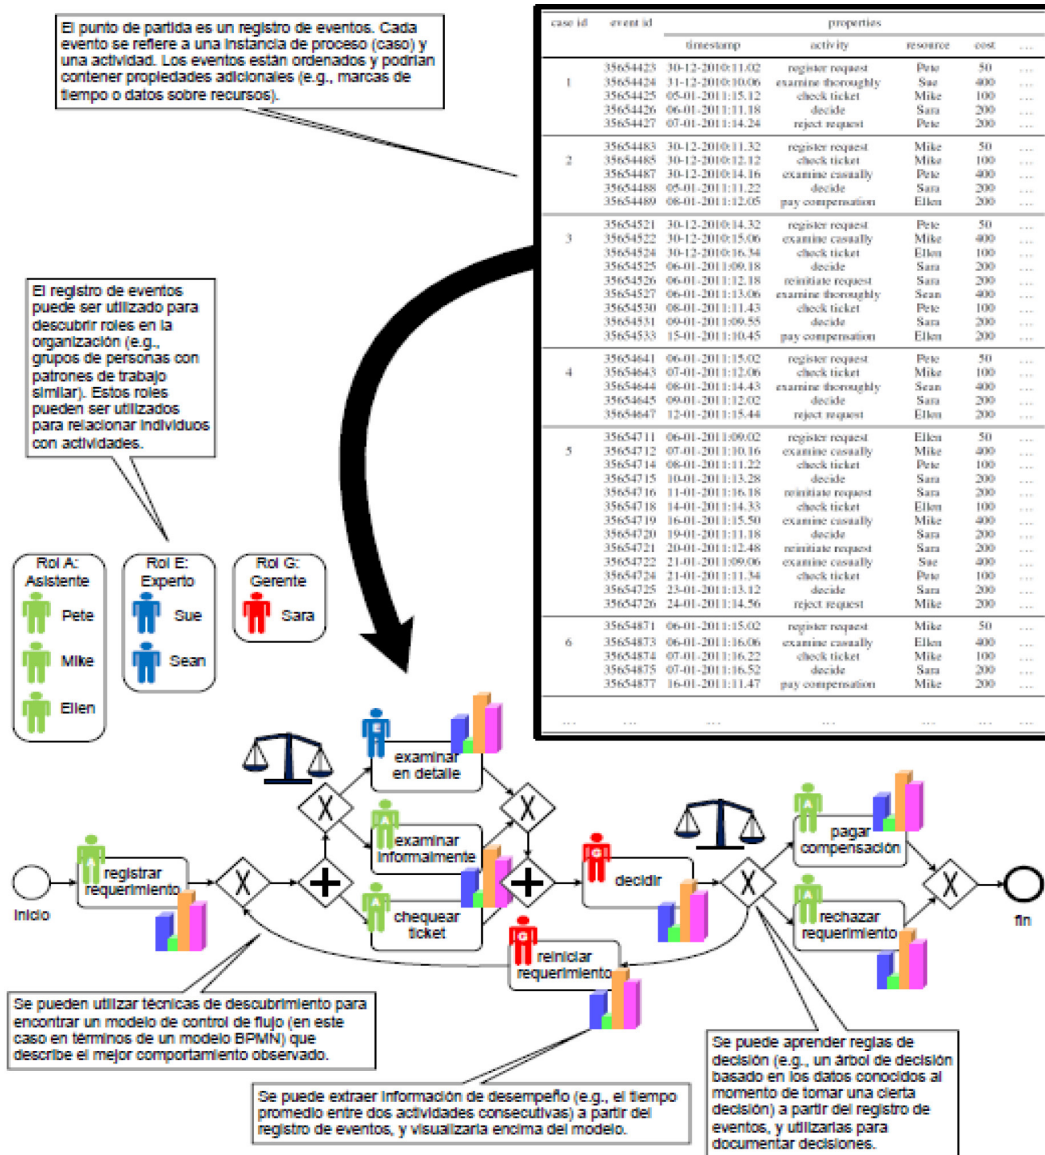 El punto de partida es un registro de eventos. Cada
evento se refiere a una instancia de proceso (caso) y
una actividad. Los eventos están ordenados y podrían
contener propiedades adicionales (e.g., marcas de
tiempo o datos sobre recursos).
case id event id properties
timestamp activity resource cost ...
35654423 30-12-2010:11.02 register request Pete 50 ...
35654424 31-12-2010:10.06 examine thoroughly Sue 400 ...
1 35654425 05-01-2011:15.12 check ticket Mike 100 ...
35654426 06-01-2011:11.18 decide Sara 200 ...
35654427 07-01-2011:14.24 reject request Pete 200 ...
35654483 30-12-2010:11.32 register request Mike 50 ...
2 35654485 30-12-2010:12.12 check ticket Mike 100 ...
35654487 30-12-2010:14.16 examine casually Pete 400 ...
35654488 05-01-2011:11.22 decide Sara 200 ...
35654489 08-01-2011:12.05 pay compensation Ellen 200 ...
35654521 30-12-2010:14.32 register request Pete 50 ...
3 35654522 30-12-2010:15.06 examine casually Mike 400 ...
35654524 30-12-2010:16.34 check ticket Ellen 100 ...
35654525 06-01-2011:09.18 decide Sara 200 ...
35654526 06-01-2011:12.18 reinitiate request Sara 200 ...
35654527 06-01-2011:13.06 examine thoroughly Sean 400 ...
35654530 08-01-2011:11.43 check ticket Pete 100 ...
35654531 09-01-2011:09.55 decide Sara 200 ...
35654533 15-01-2011:10.45 pay compensation Ellen 200 ...
35654641 06-01-2011:15.02 register request Pete 50 ...
4 35654643 07-01-2011:12.06 check ticket Mike 100 ...
35654644 08-01-2011:14.43 examine thoroughly Sean 400 ...
35654645 09-01-2011:12.02 decide Sara 200 ...
35654647 12-01-2011:15.44 reject request Ellen 200 ...
35654711 06-01-2011:09.02 register request Ellen 50 ...
5 35654712 07-01-2011:10.16 examine casually Mike 400 ...
35654714 08-01-2011:11.22 check ticket Pete 100 ...
35654715 10-01-2011:13.28 decide Sara 200 ...
35654716 11-01-2011:16.18 reinitiate request Sara 200 ...
35654718 14-01-2011:14.33 check ticket Ellen 100 ...
35654719 16-01-2011:15.50 examine casually Mike 400 ...
35654720 19-01-2011:11.18 decide Sara 200 ...
35654721 20-01-2011:12.48 reinitiate request Sara 200 ...
35654722 21-01-2011:09.06 examine casually Sue 400 ...
35654724 21-01-2011:11.34 check ticket Pete 100 ...
35654725 23-01-2011:13.12 decide Sara 200 ...
35654726 24-01-2011:14.56 reject request Mike 200 ...
35654871 06-01-2011:15.02 register request Mike 50 ...
6 35654873 06-01-2011:16.06 examine casually Ellen 400 ...
35654874 07-01-2011:16.22 check ticket Mike 100 ...
35654875 07-01-2011:16.52 decide Sara 200 ...
35654877 16-01-2011:11.47 pay compensation Mike 200 ...
... ... ... ... ... ... ...
El registro de eventos
puede ser utilizado para
descubrir roles en la
organización (e.g.,
grupos de personas con
patrones de trabajo
similar). Estos roles
pueden ser utilizados
para relacionar individuos
con actividades.
Rol A:
Asistente
Pete
Mike
Ellen
Rol E:
Experto
Sue
Sean
Rol G:
Gerente
Sara
inicio
A
registrar
requerimiento
X
+
X
E
examinar
en detalle
A
examinar
informalmente
A
chequear
ticket
X
+
G
decidir
G
reiniciar
requerimiento
X
A
pagar
compensación
A
rechazar
requerimiento
X
fin
Se pueden utilizar técnicas de descubrimiento para
encontrar un modelo de control de flujo (en este
caso en términos de un modelo BPMN) que
describe el mejor comportamiento observado.
Se puede extraer información de desempeño (e.g., el tiempo
promedio entre dos actividades consecutivas) a partir del
registro de eventos, y visualizarla encima del modelo.
Se puede aprender reglas de
decisión (e.g., un árbol de decisión
basado en los datos conocidos al
momento de tomar una cierta
decisión) a partir del registro de
eventos, y utilizarlas para
documentar decisiones.